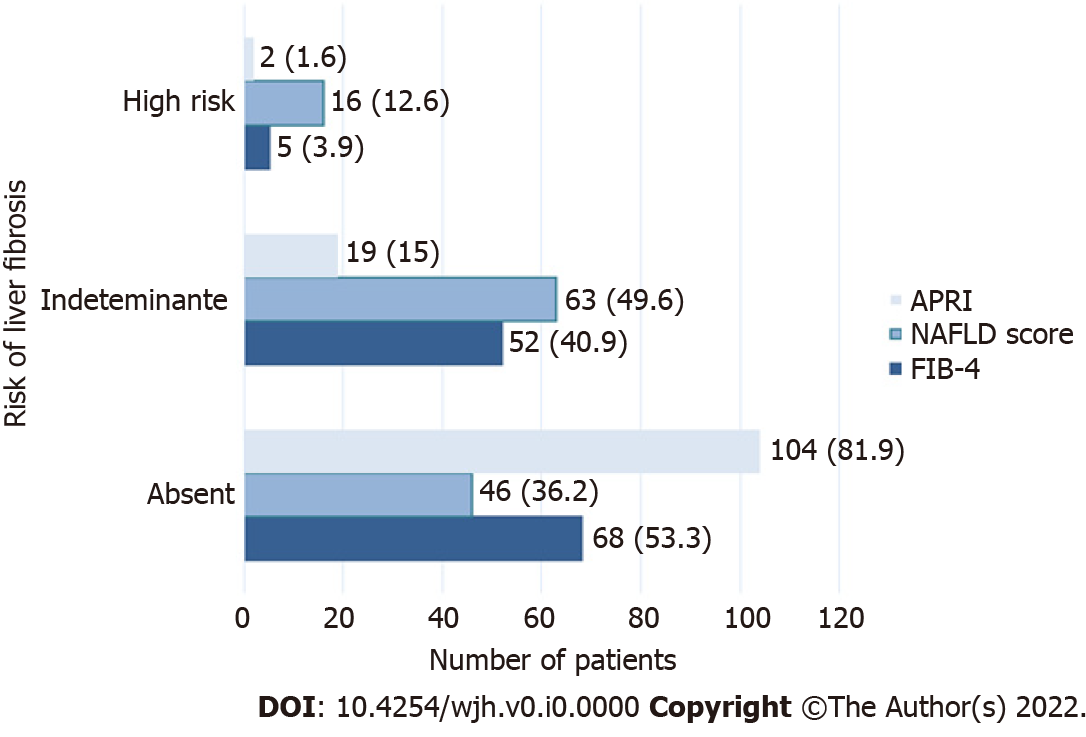 2 (1.6)
High risk
16 (12.6)
5 (3.9)
Risk of liver fibrosis
19 (15)
Indeteminante
63 (49.6)
52 (40.9)
APRI
NAFLD score
FIB-4
104 (81.9)
Absent
46 (36.2)
68 (53.3)
0 20 40 60 80 100 120
Number of patients
DOI: 10.4254/wjh.v0.i0.0000 Copyright ©The Author(s) 2022.